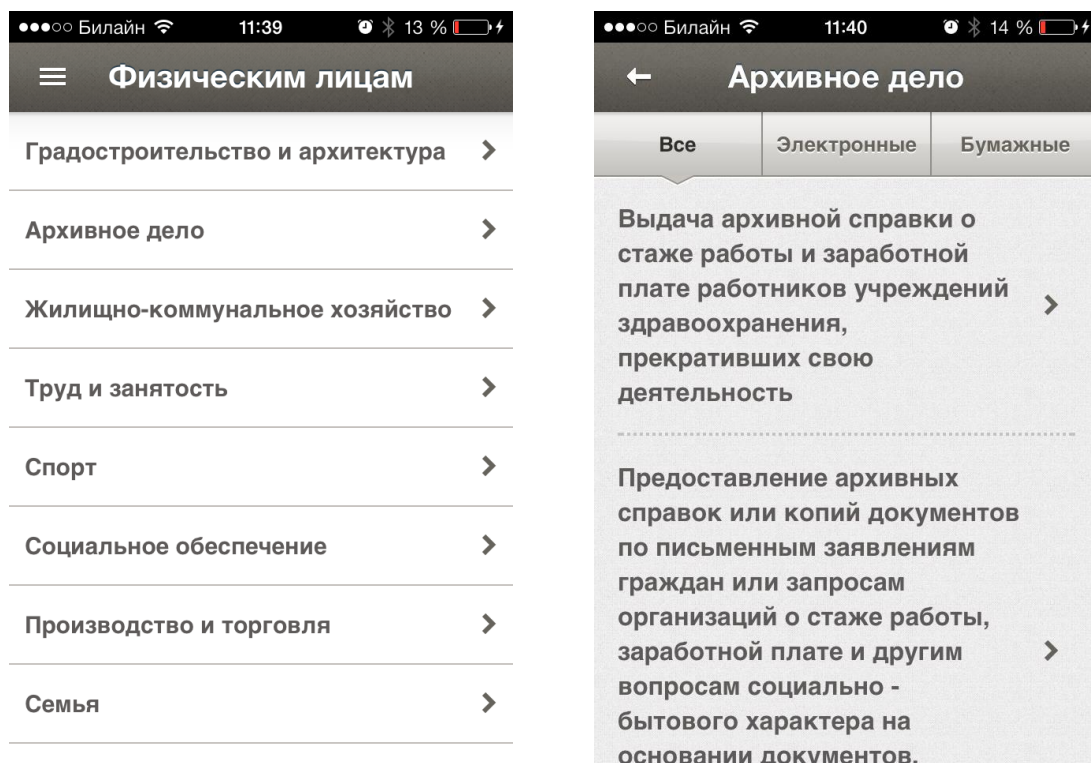 Билайн 11:39 13 %
Физическим лицам
Градостроительство и архитектура
Архивное дело
Жилищно-коммунальное хозяйство
Труд и занятость
Спорт
Социальное обеспечение
Производство и торговля
Семья
Билайн 11:40 14 %
Архивное дело
Все Электронные Бумажные
Выдача архивной справки о
стаже работы и заработной
плате работников учреждений
здравоохранения,
прекративших свою
деятельность
Предоставление архивных
справок или копий документов
по письменным заявлениям
граждан или запросам
организаций о стаже работы,
заработной плате и другим
вопросам социально -
бытового характера на
основании документов,